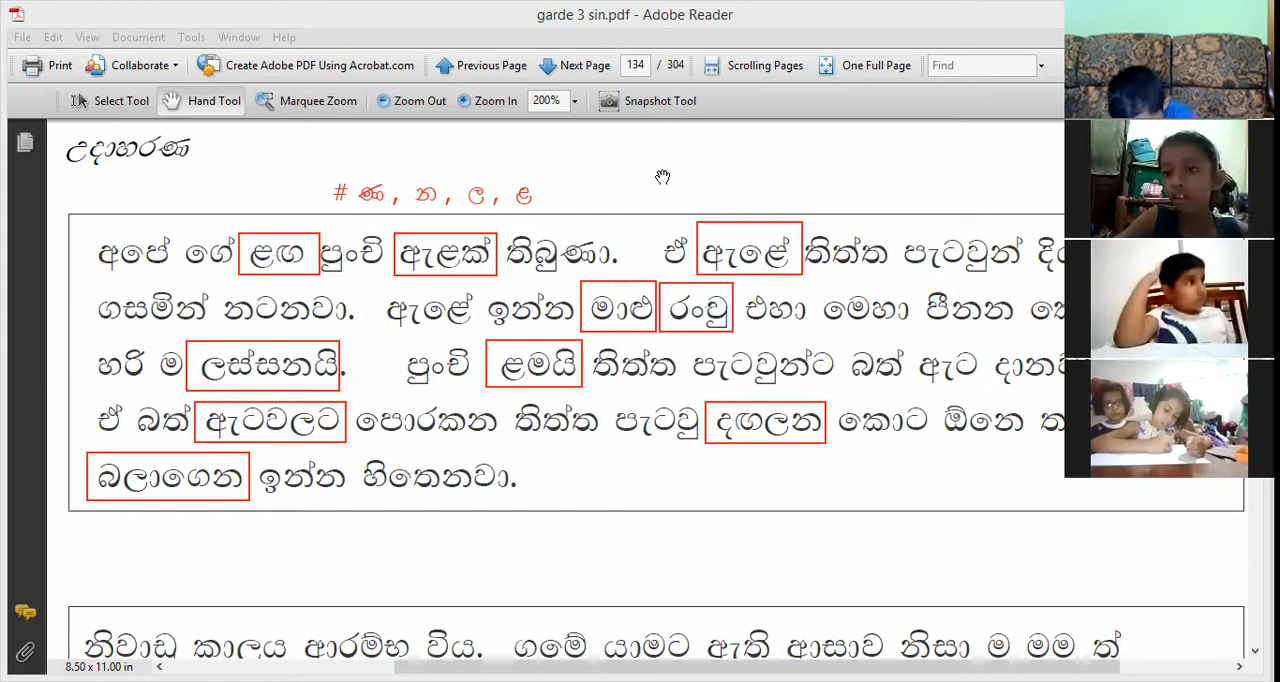 garde 3 sin.pdf - Adobe Reader
File Edit View Document Tools Window Help
Print Collaborate Create Adobe PDF Using Acrobat.com Previous Page Next Page 134 / 304 Scrolling Pages One Full Page Find
Select Tool Hand Tool Marquee Zoom Zoom Out Zoom In 200% Snapshot Tool
උදාහරණ
# ණ , න , ල , ළ
අපේ ගේ ළඟ පුංචි ඇළක් තිබුණා. ඒ ඇළේ තිත්ත පැටවුන්
ගසමින් නටනවා. ඇළේ ඉන්න මාළු රංචු එහා මෙහා පීනන
හරි ම ලස්සනයි. පුංචි ළමයි තිත්ත පැටවුන්ට බත් ඇට
ඒ බත් ඇටවලට පොරකන තිත්ත පැටවු දඟලන කොට ඕනෙ
බලාගෙන ඉන්න හිතෙනවා.
නිවාඩු කාලය ආරම්භ විය. ගමේ යාමට ඇති ආසාව නිසා ම මම
8.50 x 11.00 in